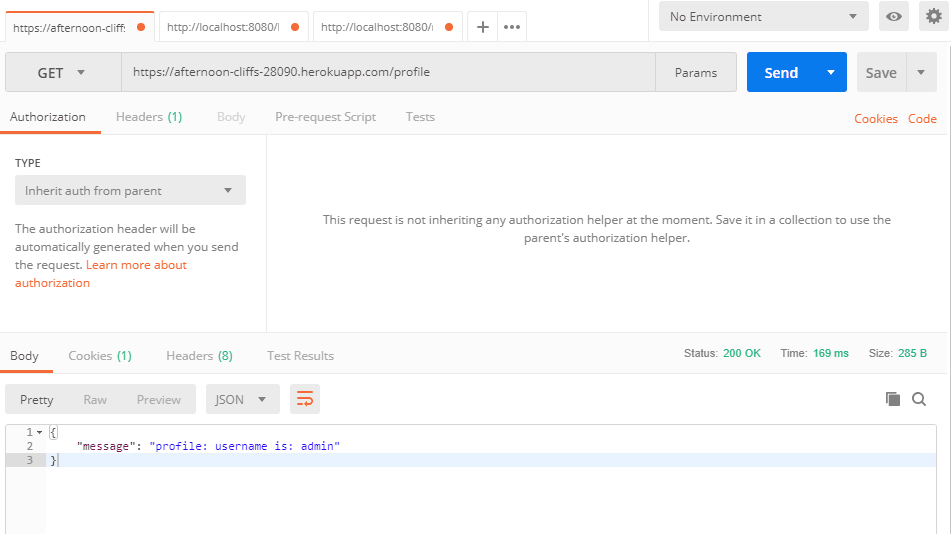 https://afternoon-cliffs
http://localhost:8080/l
http://localhost:8080/
+
•••
No Environment
GET
https://afternoon-cliffs-28090.herokuapp.com/profile
Params
Send
Save
Authorization
Headers (1)
Body
Pre-request Script
Tests
Cookies
Code
TYPE
Inherit auth from parent
The authorization header will be
automatically generated when you send
the request. Learn more about
authorization
This request is not inheriting any authorization helper at the moment. Save it in a collection to use the
parent's authorization helper.
Body
Cookies (1)
Headers (8)
Test Results
Status: 200 OK
Time: 169 ms
Size: 285 B
Pretty
Raw
Preview
JSON
1 {
2 "message": "profile: username is: admin"
3 }